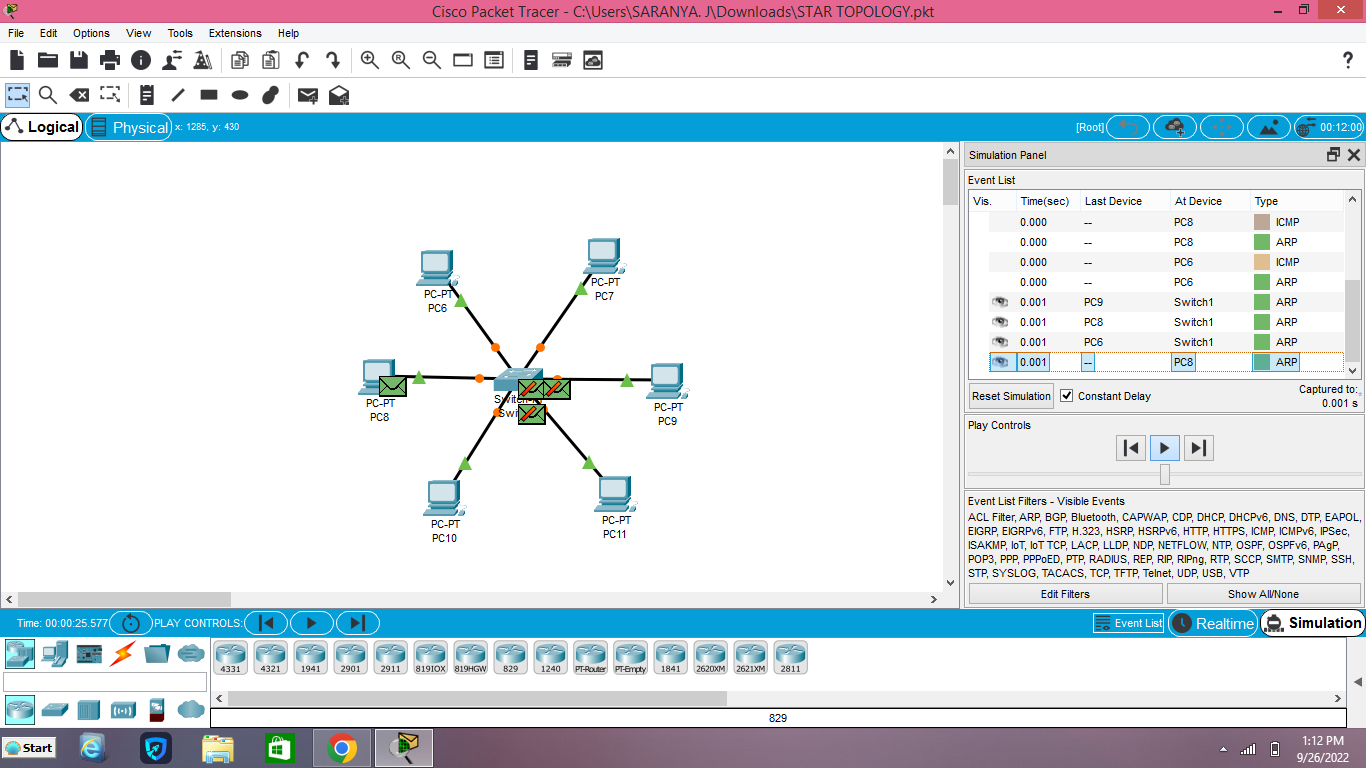 Cisco Packet Tracer - C:\Users\SARANYA. J\Downloads\STAR TOPOLOGY.pkt
File Edit Options View Tools Extensions Help
?
Logical Physical x: 1285, y: 430 [Root] 00:12:00
PC-PT
PC6
PC-PT
PC7
PC-PT
PC8
PC-PT
PC9
PC-PT
PC10
PC-PT
PC11
Simulation Panel
Event List
Vis. Time(sec) Last Device At Device Type
0.000 -- PC8 ICMP
0.000 -- PC8 ARP
0.000 -- PC6 ICMP
0.000 -- PC6 ARP
0.001 PC9 Switch1 ARP
0.001 PC8 Switch1 ARP
0.001 PC6 Switch1 ARP
0.001 -- PC8 ARP
Reset Simulation Constant Delay Captured to:
0.001 s
Play Controls
Event List Filters - Visible Events
ACL Filter, ARP, BGP, Bluetooth, CAPWAP, CDP, DHCP, DHCPv6, DNS, DTP, EAPOL,
EIGRP, EIGRPv6, FTP, H.323, HSRP, HSRPv6, HTTP, HTTPS, ICMP, ICMPv6, IPSec,
ISAKMP, IoT, IoT TCP, LACP, LLDP, NDP, NETFLOW, NTP, OSPF, OSPFv6, PAgP,
POP3, PPP, PPPoED, PTP, RADIUS, REP, RIP, RIPng, RTP, SCCP, SMTP, SNMP, SSH,
STP, SYSLOG, TACACS, TCP, TFTP, Telnet, UDP, USB, VTP
Edit Filters Show All/None
Time: 00:00:25.577 PLAY CONTROLS: Event List Realtime Simulation
4331 4321 1941 2901 2911 819IOX 819HGW 829 1240 PT-Router PT-Empty 1841 2620XM 2621XM 2811
829
Start
1:12 PM
9/26/2022